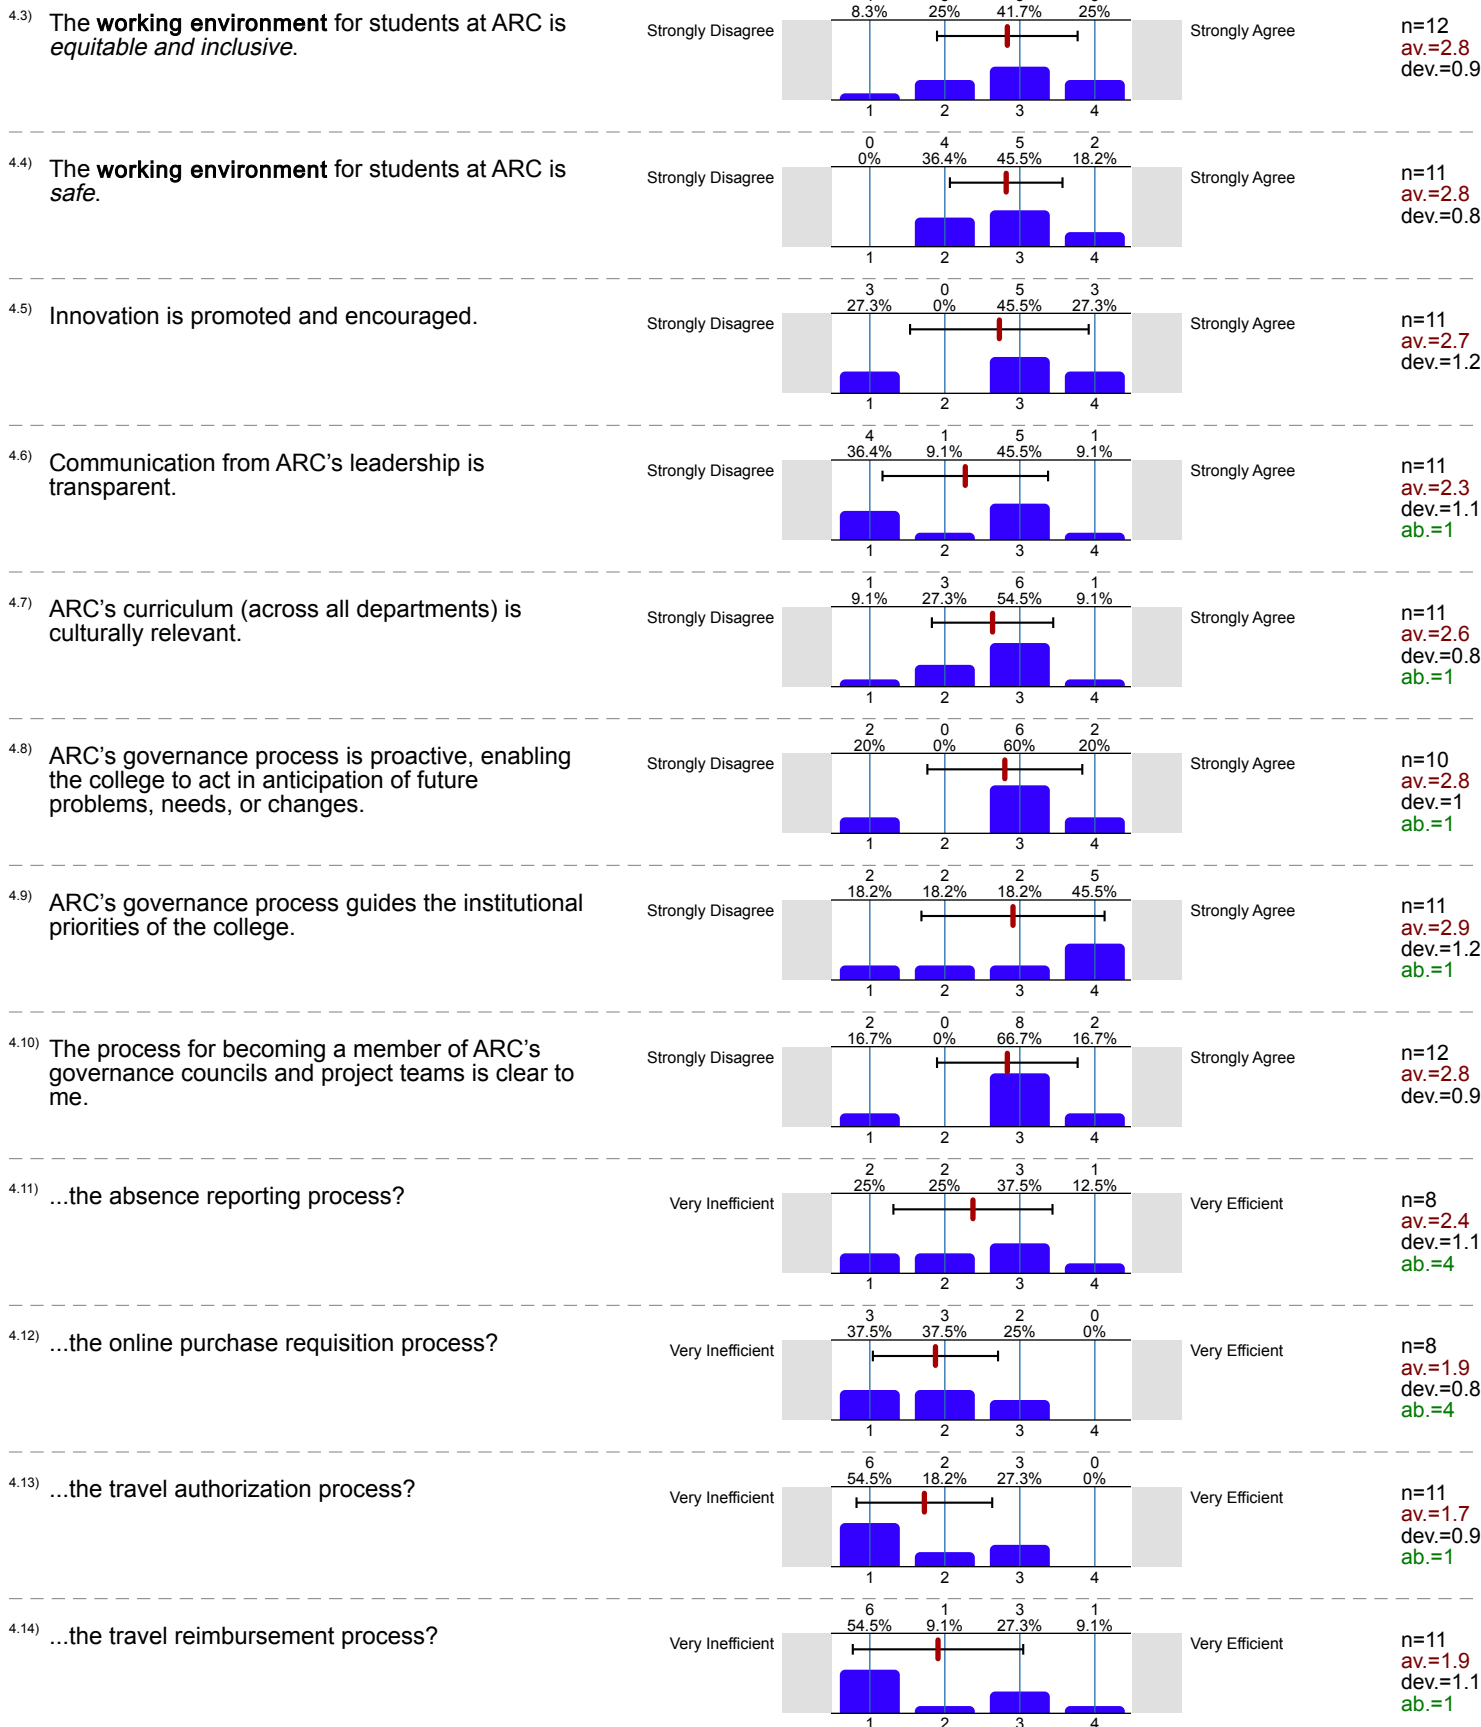 8.3% 25% 41.7% 25%
4.3) The working environment for students at ARC is
equitable and inclusive.
Strongly Disagree
Strongly Agree
n=12
av.=2.8
dev.=0.9
1 2 3 4
0 4 5 2
0% 36.4% 45.5% 18.2%
4.4) The working environment for students at ARC is
safe.
Strongly Disagree
Strongly Agree
n=11
av.=2.8
dev.=0.8
1 2 3 4
3 0 5 3
27.3% 0% 45.5% 27.3%
4.5) Innovation is promoted and encouraged.
Strongly Disagree
Strongly Agree
n=11
av.=2.7
dev.=1.2
1 2 3 4
4 1 5 1
36.4% 9.1% 45.5% 9.1%
4.6) Communication from ARC’s leadership is
transparent.
Strongly Disagree
Strongly Agree
n=11
av.=2.3
dev.=1.1
ab.=1
1 2 3 4
1 3 6 1
9.1% 27.3% 54.5% 9.1%
4.7) ARC’s curriculum (across all departments) is
culturally relevant.
Strongly Disagree
Strongly Agree
n=11
av.=2.6
dev.=0.8
ab.=1
1 2 3 4
2 0 6 2
20% 0% 60% 20%
4.8) ARC’s governance process is proactive, enabling
the college to act in anticipation of future
problems, needs, or changes.
Strongly Disagree
Strongly Agree
n=10
av.=2.8
dev.=1
ab.=1
1 2 3 4
2 2 2 5
18.2% 18.2% 18.2% 45.5%
4.9) ARC’s governance process guides the institutional
priorities of the college.
Strongly Disagree
Strongly Agree
n=11
av.=2.9
dev.=1.2
ab.=1
1 2 3 4
2 0 8 2
16.7% 0% 66.7% 16.7%
4.10) The process for becoming a member of ARC’s
governance councils and project teams is clear to
me.
Strongly Disagree
Strongly Agree
n=12
av.=2.8
dev.=0.9
1 2 3 4
2 2 3 1
25% 25% 37.5% 12.5%
4.11) ...the absence reporting process?
Very Inefficient
Very Efficient
n=8
av.=2.4
dev.=1.1
ab.=4
1 2 3 4
3 3 2 0
37.5% 37.5% 25% 0%
4.12) ...the online purchase requisition process?
Very Inefficient
Very Efficient
n=8
av.=1.9
dev.=0.8
ab.=4
1 2 3 4
6 2 3 0
54.5% 18.2% 27.3% 0%
4.13) ...the travel authorization process?
Very Inefficient
Very Efficient
n=11
av.=1.7
dev.=0.9
ab.=1
1 2 3 4
6 1 3 1
54.5% 9.1% 27.3% 9.1%
4.14) ...the travel reimbursement process?
Very Inefficient
Very Efficient
n=11
av.=1.9
dev.=1.1
ab.=1
1 2 3 4